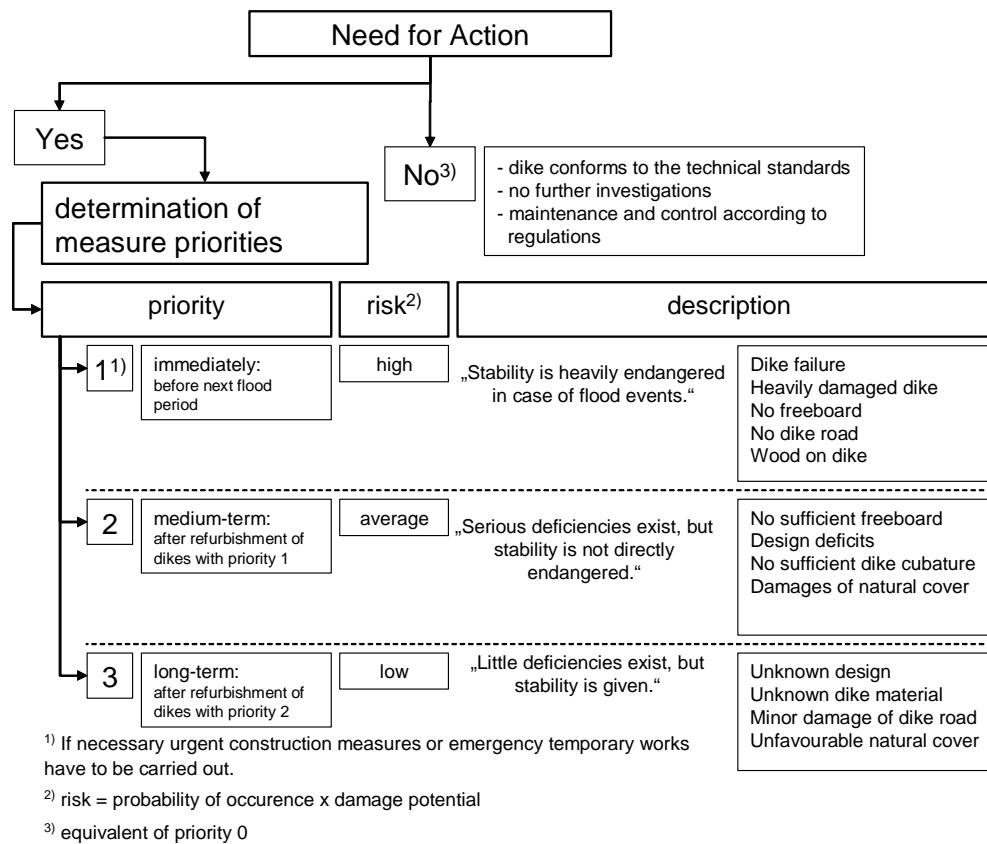 Need for Action
Yes
No3)
- dike conforms to the technical standards
- no further investigations
- maintenance and control according to
regulations
determination of
measure priorities
priority
risk2)
description
11)
immediately:
before next flood
period
high
„Stability is heavily endangered
in case of flood events.“
Dike failure
Heavily damaged dike
No freeboard
No dike road
Wood on dike
2
medium-term:
after refurbishment of
dikes with priority 1
average
„Serious deficiencies exist, but
stability is not directly
endangered.“
No sufficient freeboard
Design deficits
No sufficient dike cubature
Damages of natural cover
3
long-term:
after refurbishment of
dikes with priority 2
low
„Little deficiencies exist, but
stability is given.“
Unknown design
Unknown dike material
Minor damage of dike road
Unfavourable natural cover
1) If necessary urgent construction measures or emergency temporary works
have to be carried out.
2) risk = probability of occurence x damage potential
3) equivalent of priority 0